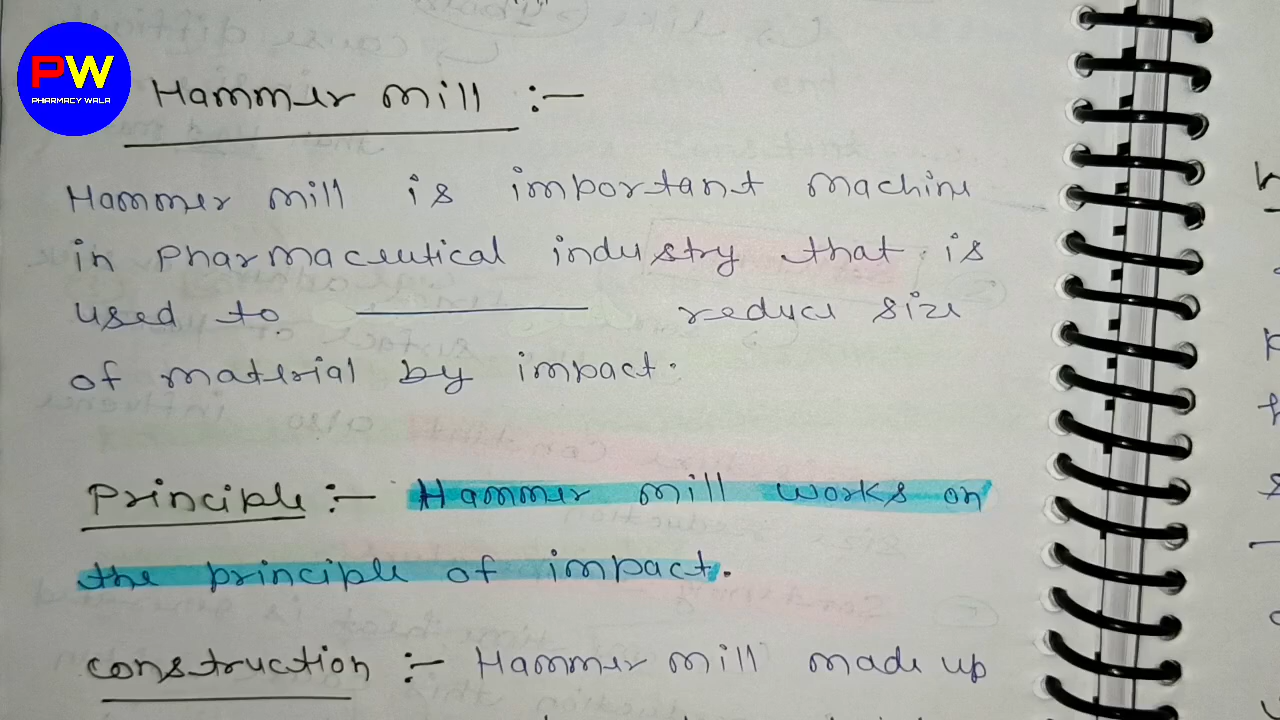 PW
PHARMACY WALA
Hammer mill :-
Hammer mill is important machine
in pharmaceutical industry that is
used to ———— reduce size
of material by impact.
Principle :- Hammer mill works on
the principle of impact.
construction :- Hammer mill made up